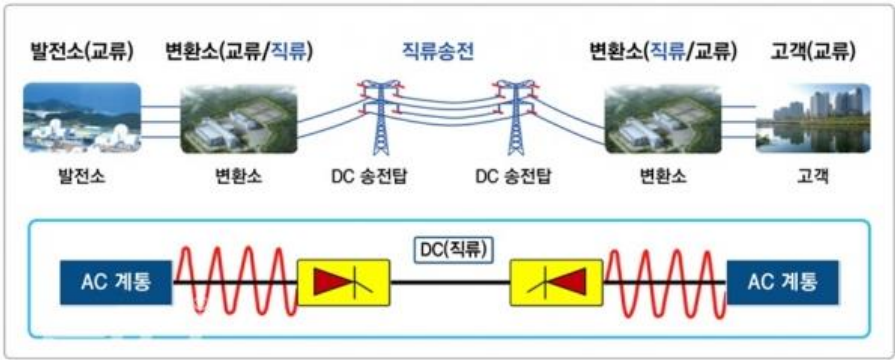 발전소(교류)
변환소(교류/직류)
직류송전
변환소(직류/교류)
고객(교류)
발전소
변환소
DC 송전탑
DC 송전탑
변환소
고객
DC(직류)
AC 계통
AC 계통